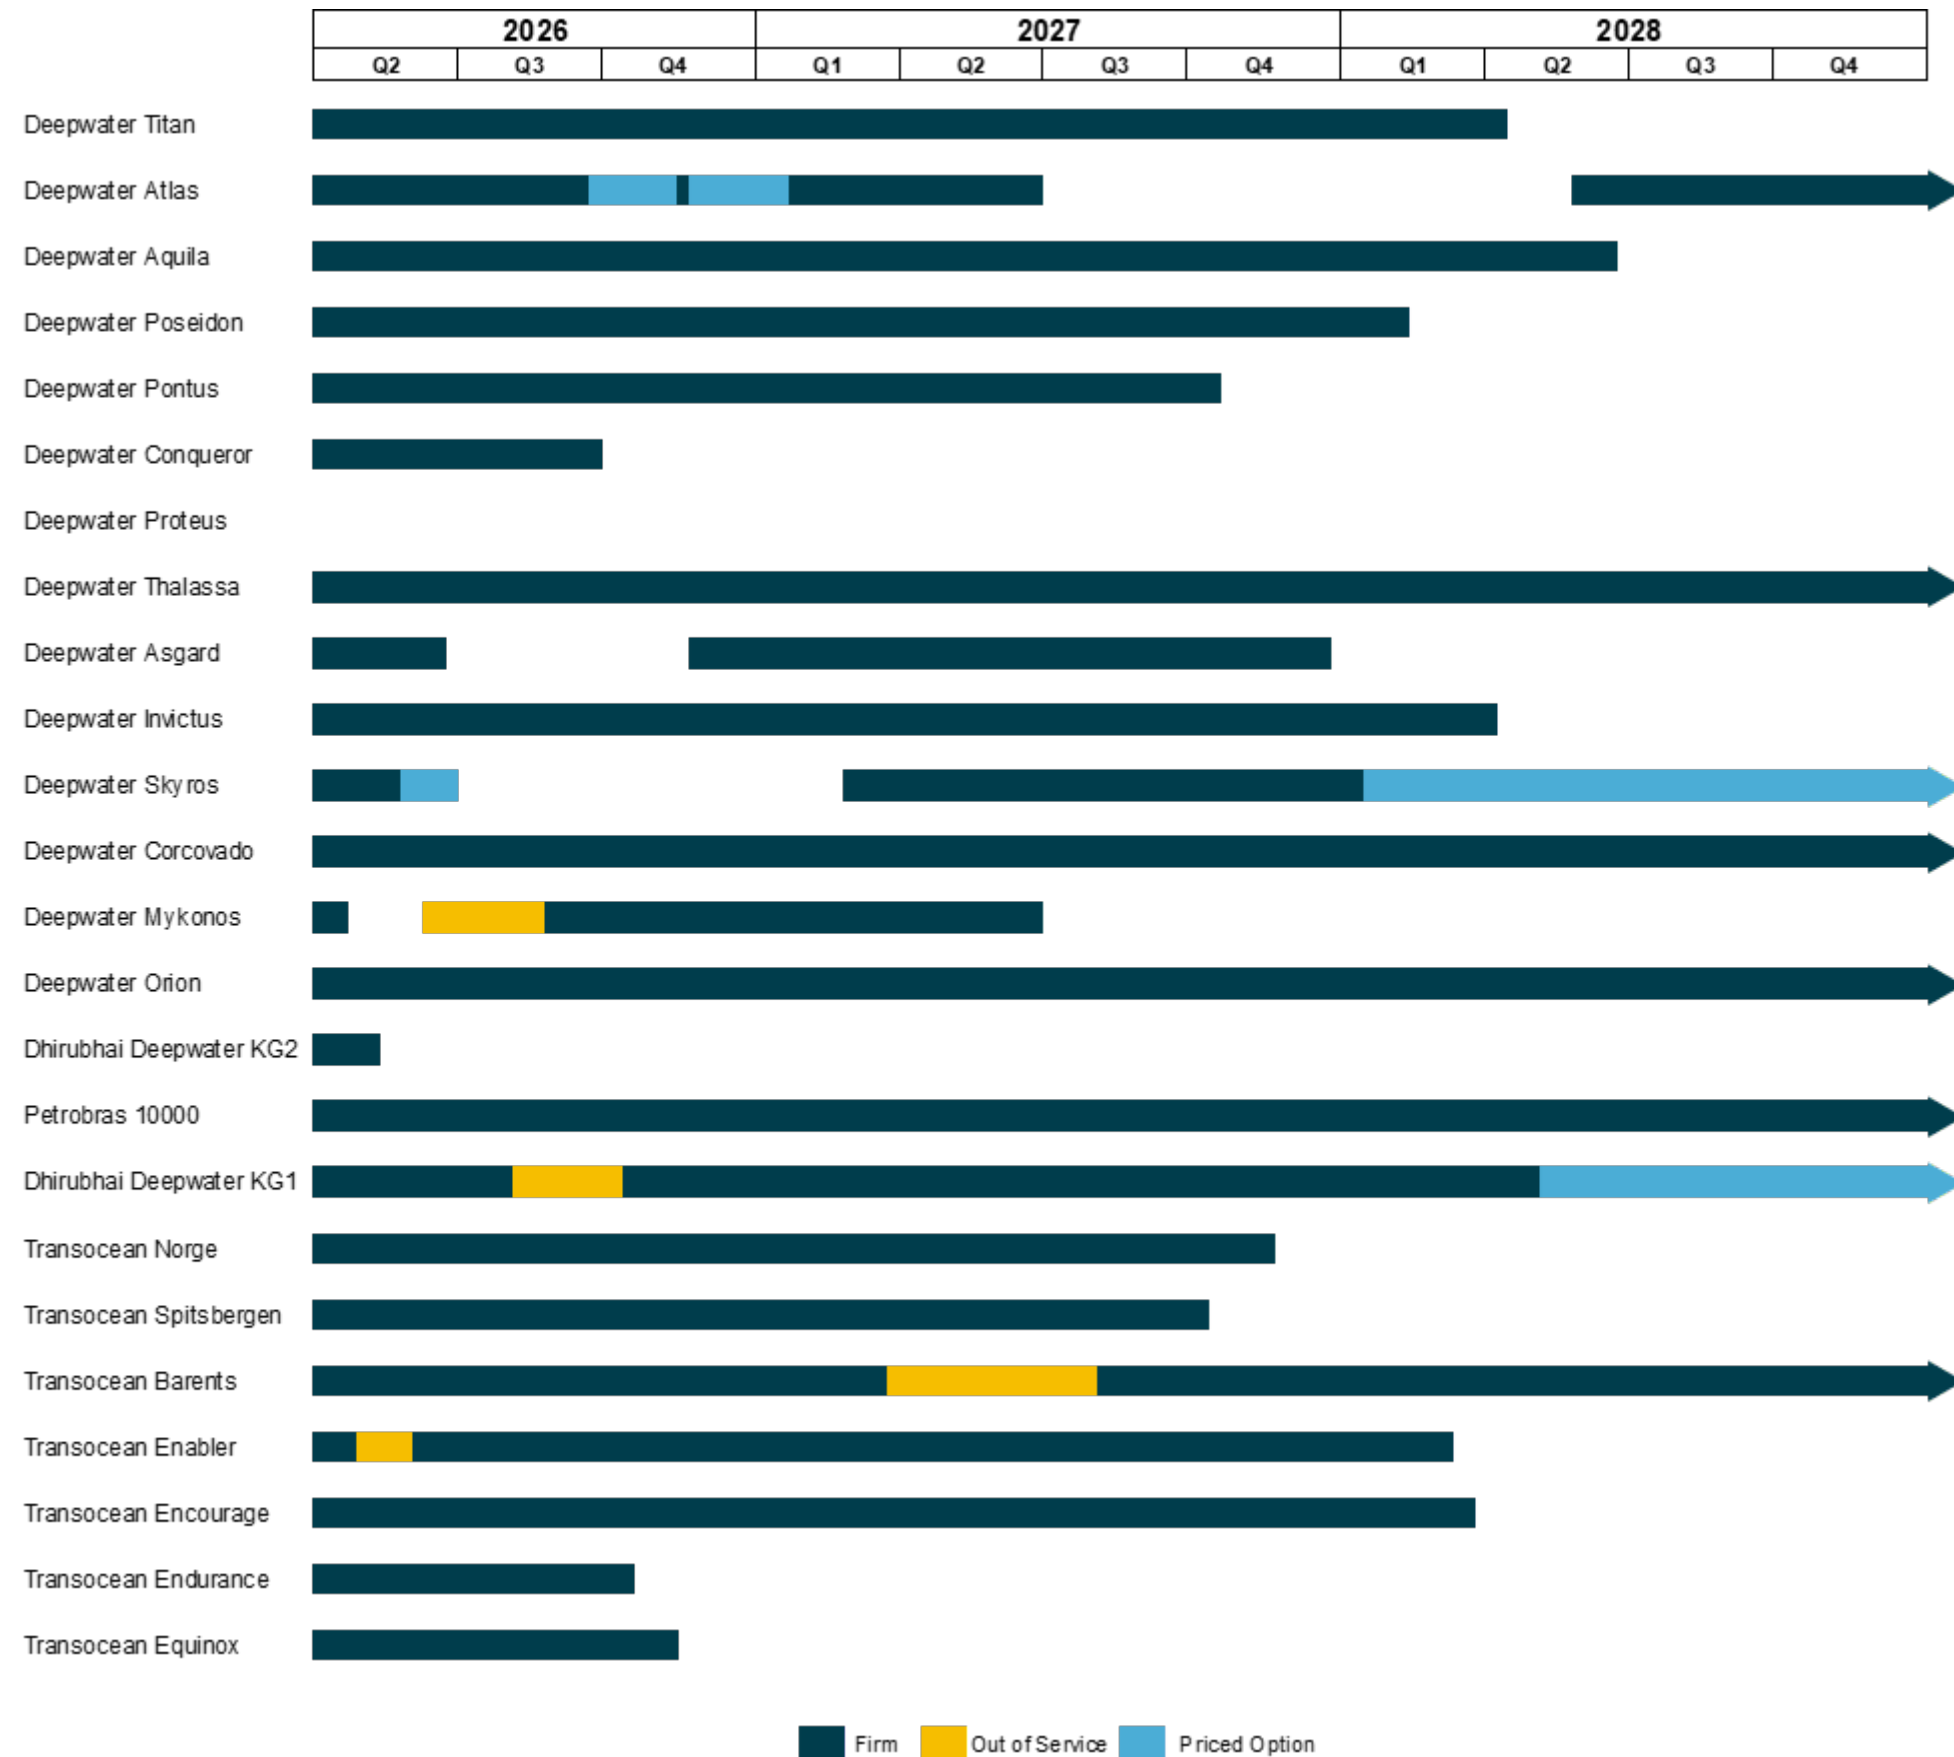 2026 2027 2028
Q2 Q3 Q4 Q1 Q2 Q3 Q4 Q1 Q2 Q3 Q4
Deepwater Titan
Deepwater Atlas
Deepwater Aquila
Deepwater Poseidon
Deepwater Pontus
Deepwater Conqueror
Deepwater Proteus
Deepwater Thalassa
Deepwater Asgard
Deepwater Invictus
Deepwater Skyros
Deepwater Corcovado
Deepwater Mykonos
Deepwater Orion
Dhirubhai Deepwater KG2
Petrobras 10000
Dhirubhai Deepwater KG1
Transocean Norge
Transocean Spitsbergen
Transocean Barents
Transocean Enabler
Transocean Encourage
Transocean Endurance
Transocean Equinox
Firm Out of Service Priced Option